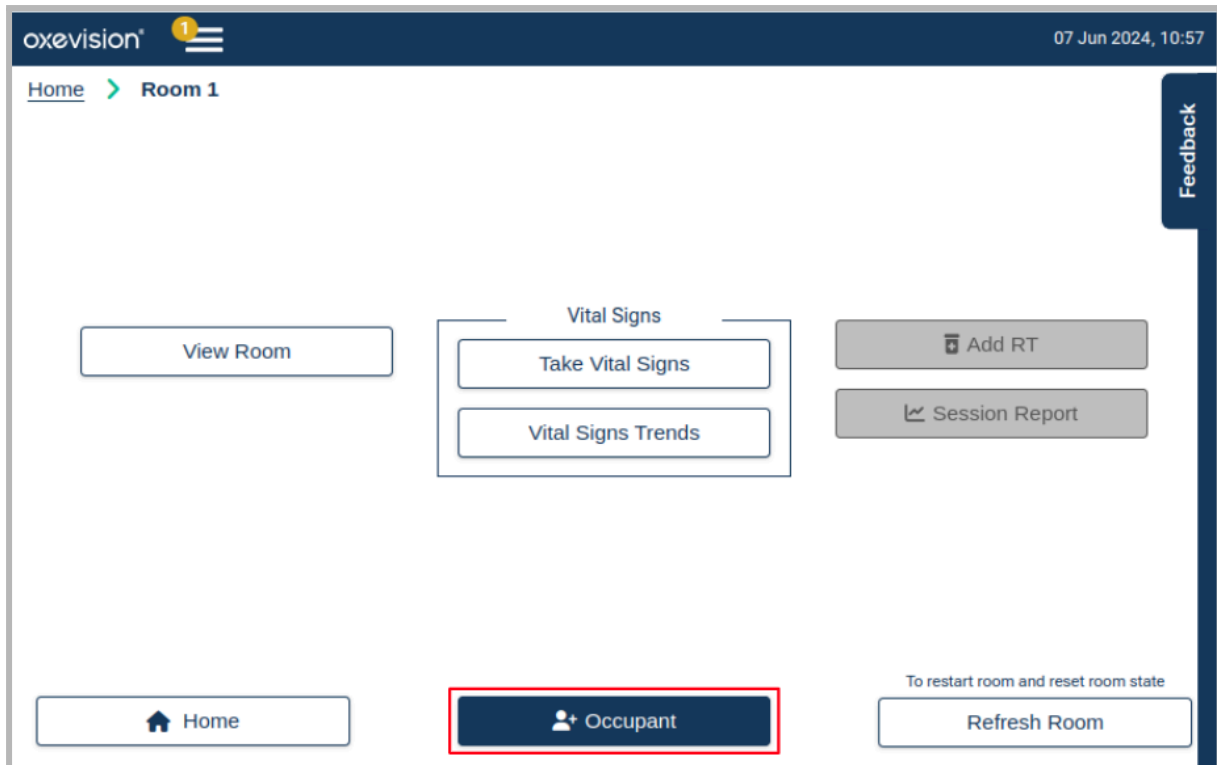 oxevision® 1 07 Jun 2024, 10:57
Home Room 1
Feedback
Vital Signs
View Room
Take Vital Signs
Vital Signs Trends
Add RT
Session Report
To restart room and reset room state
Home
Occupant
Refresh Room